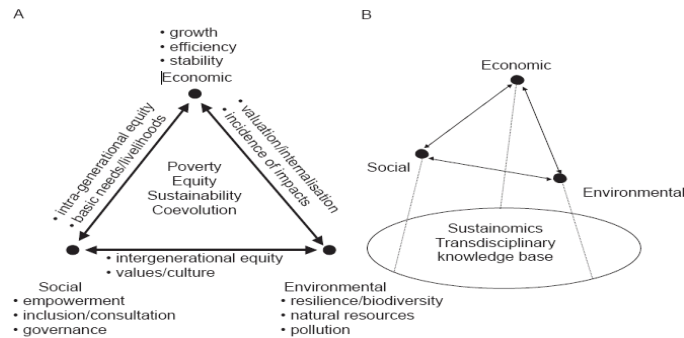 A
• growth
• efficiency
• stability
Economic
• intra-generational equity
• basic needs/livelihoods
• valuation/internalisation
• incidence of impacts
Poverty
Equity
Sustainability
Coevolution
• intergenerational equity
• values/culture
Social
• empowerment
• inclusion/consultation
• governance
Environmental
• resilience/biodiversity
• natural resources
• pollution
B
Economic
Social
Environmental
Sustainomics
Transdisciplinary
knowledge base